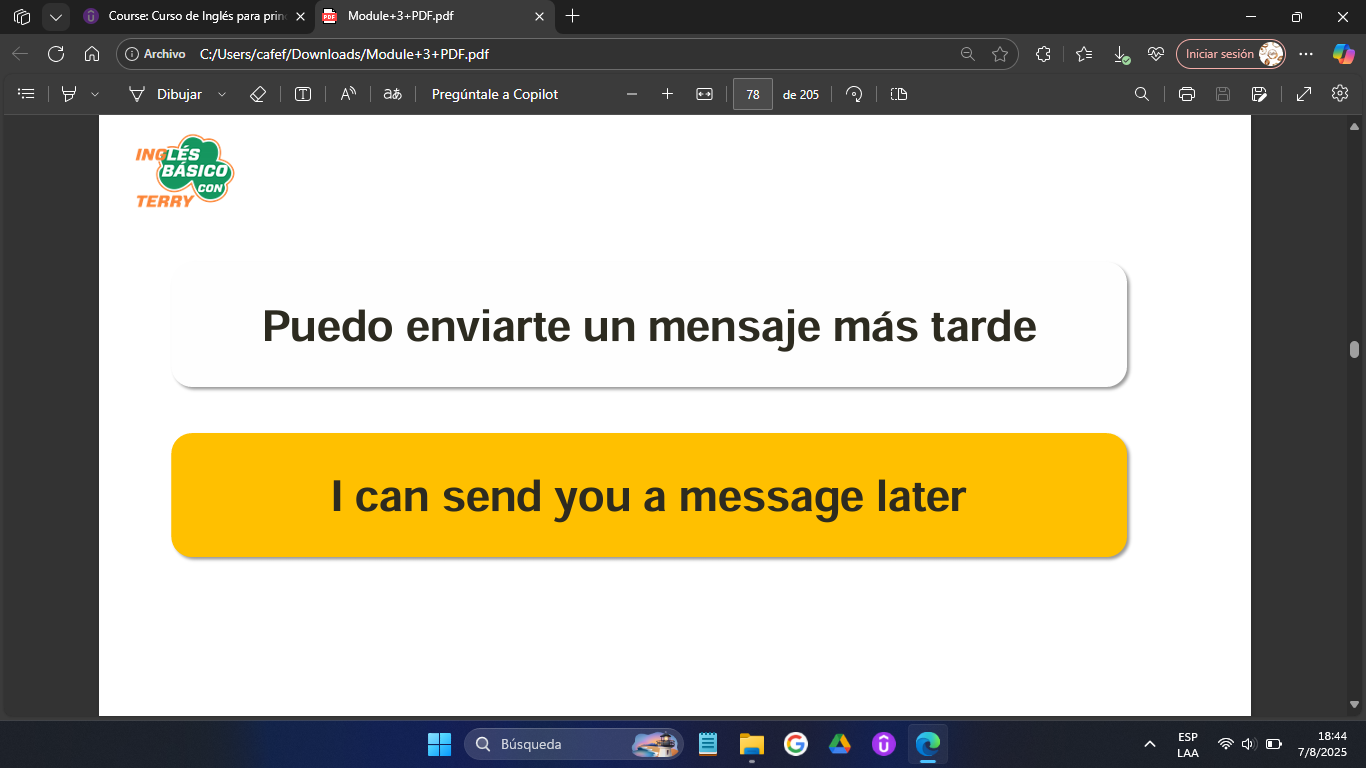 Course: Curso de Inglés para prin
Module+3+PDF.pdf
Archivo
C:/Users/cafef/Downloads/Module+3+PDF.pdf
Iniciar sesión
Dibujar
aあ
Pregúntale a Copilot
78
de 205
INGLÉS
BÁSICO
CON
TERRY
Puedo enviarte un mensaje más tarde
I can send you a message later
Búsqueda
ESP
LAA
18:44
7/8/2025